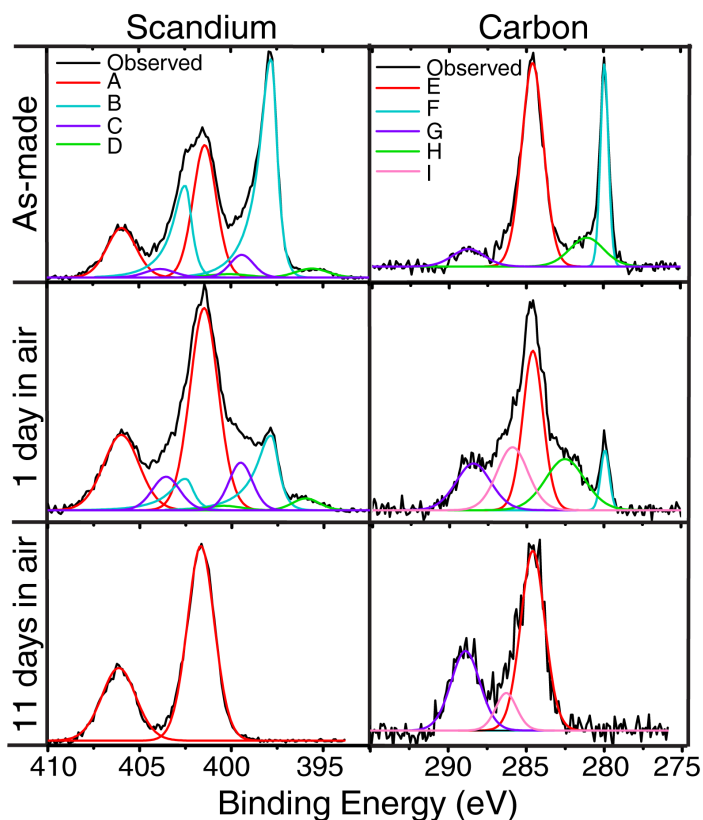 Scandium
Carbon
As-made
Observed
A
B
C
D
Observed
E
F
G
H
I
1 day in air
11 days in air
410 405 400 395
290 285 280 275
Binding Energy (eV)